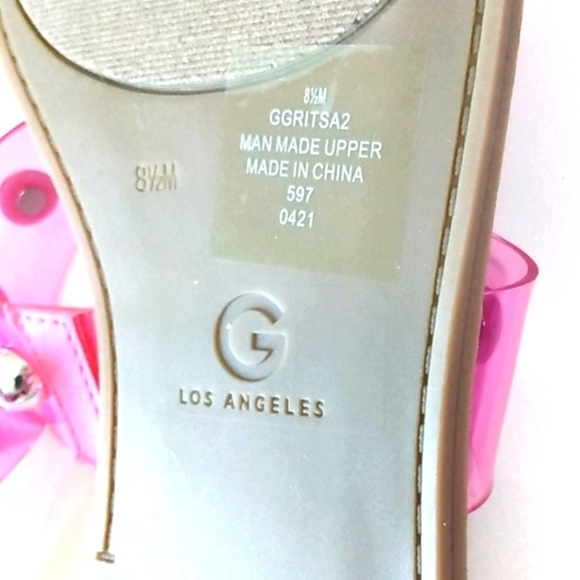 8½M
GGRITSA2
MAN MADE UPPER
MADE IN CHINA
597
0421
8½M
G
LOS ANGELES